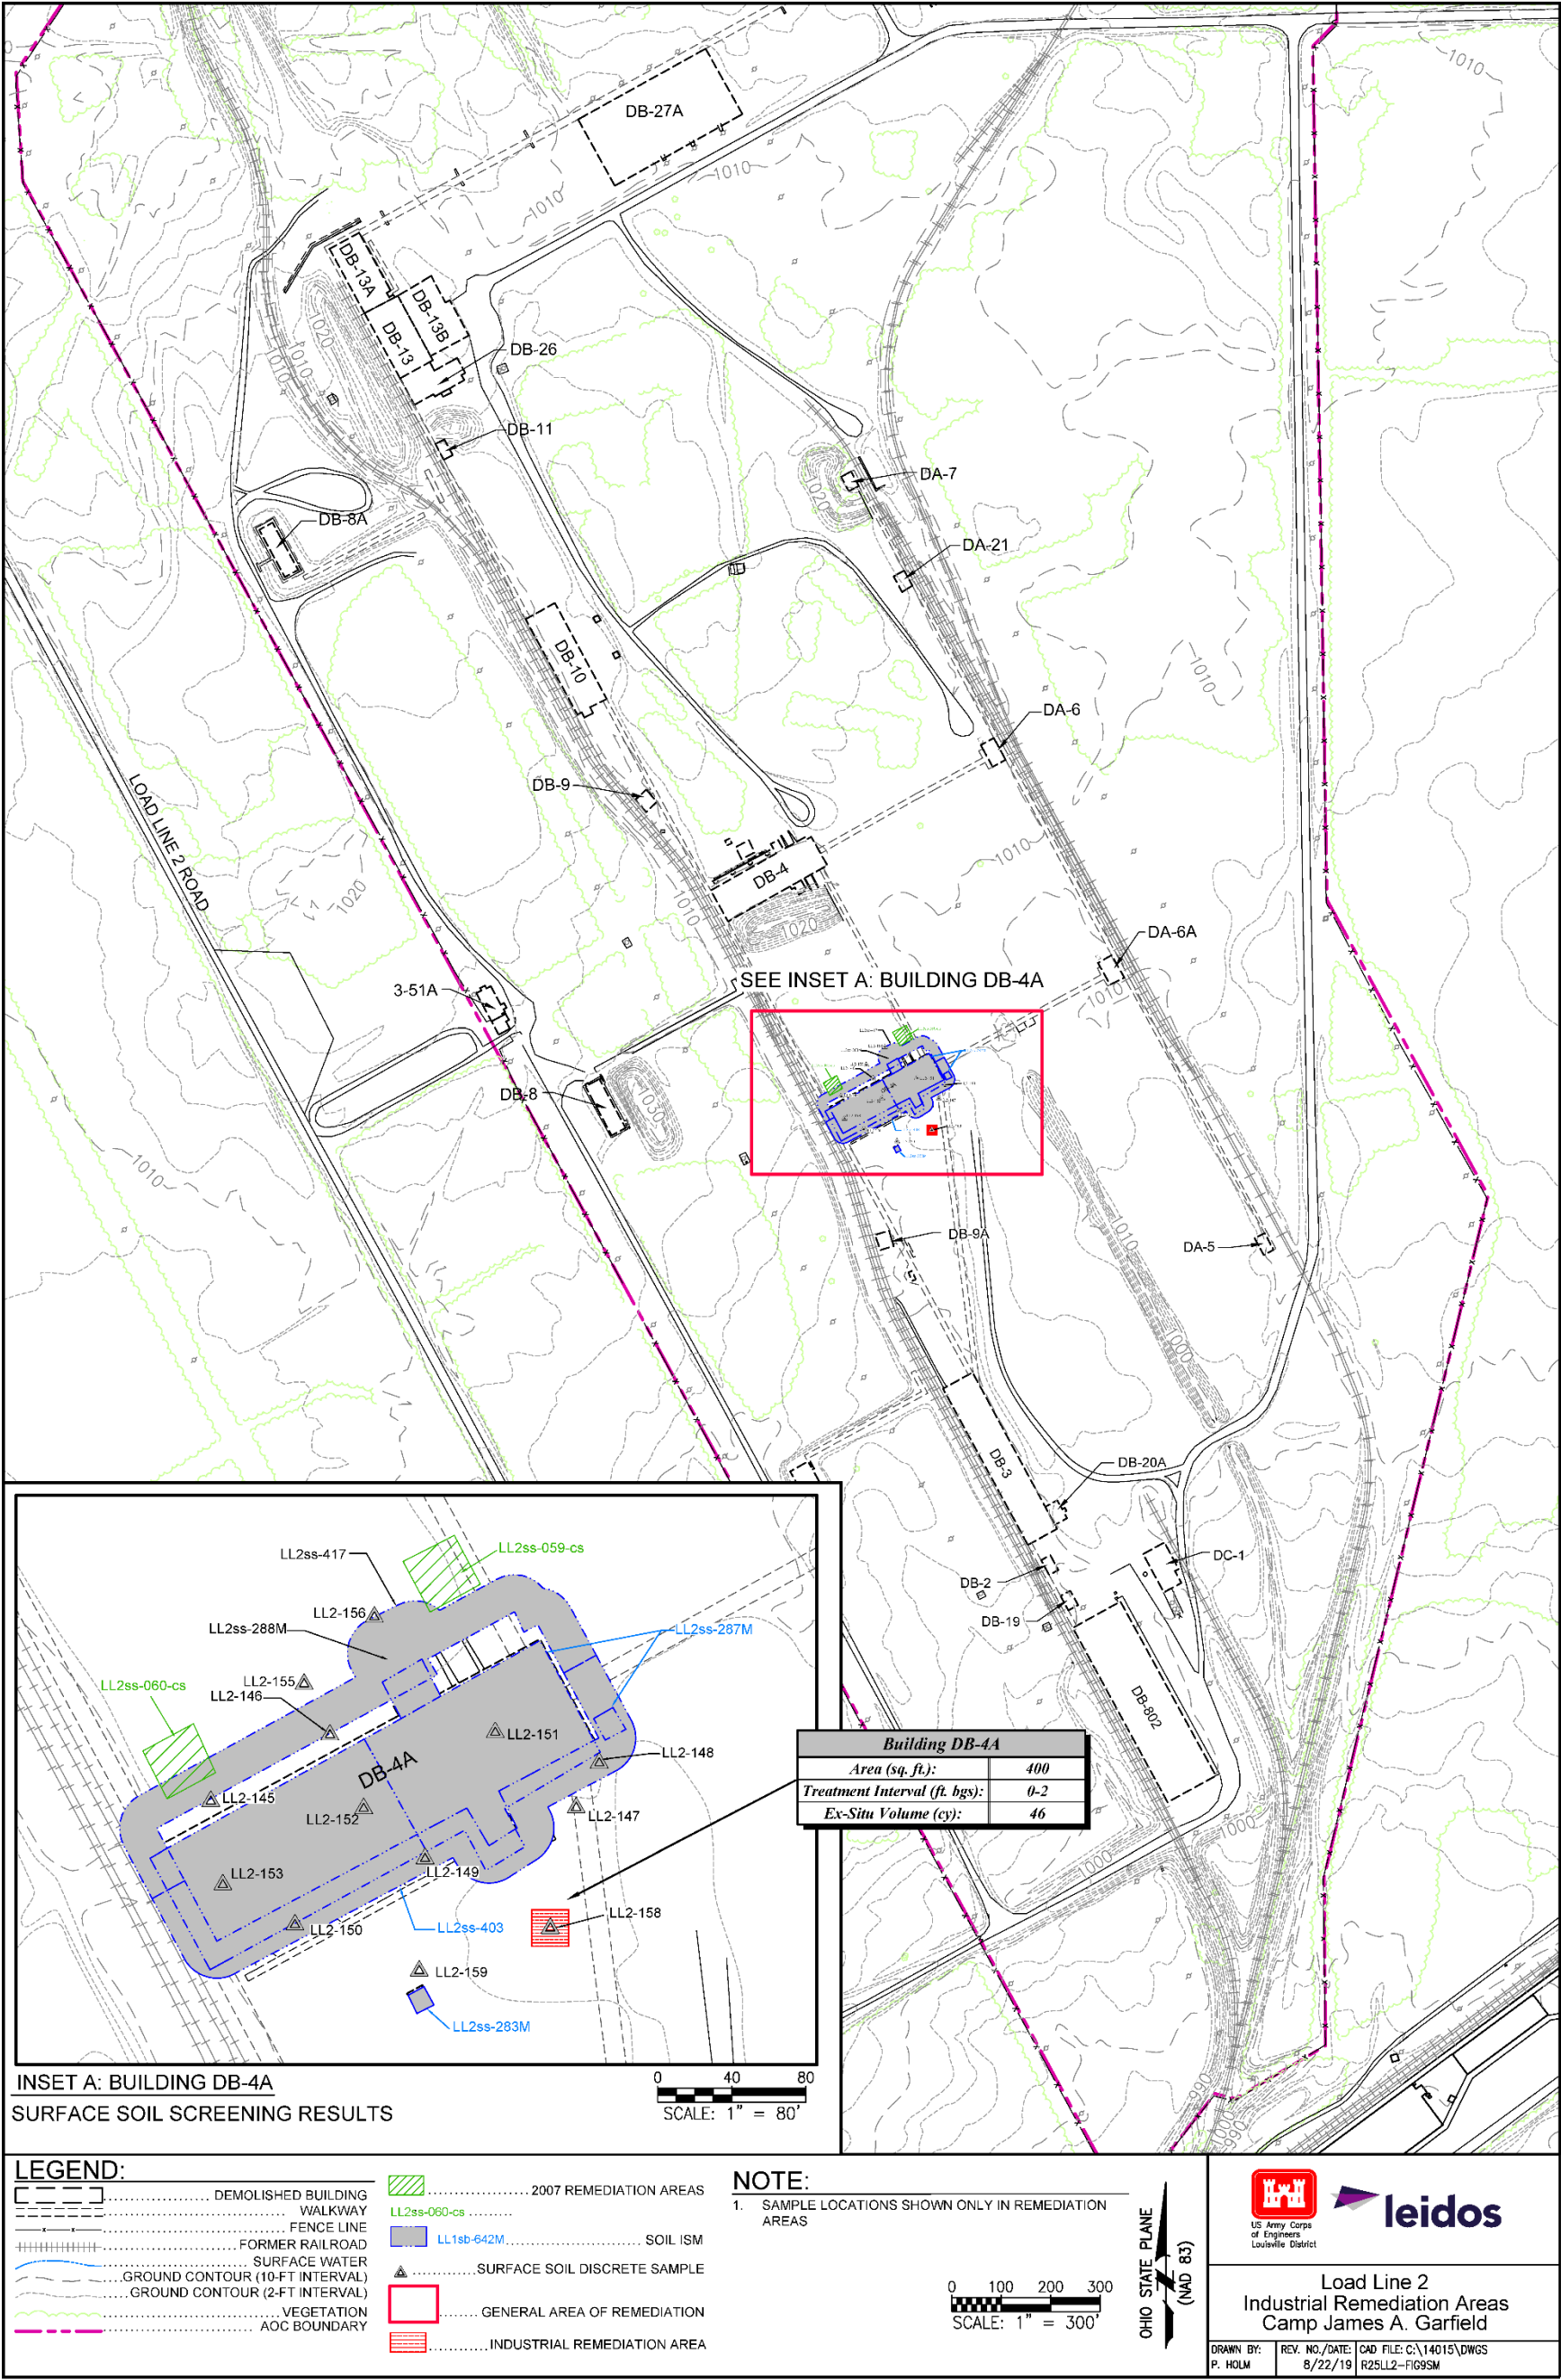 DB-27A
1010
1010
1010
DB-13A
DB-13B
DB-13
1020
1010
1010
DB-26
DB-11
DA-7
1020
DB-8A
DA-21
DB-10
1010
DA-6
DB-9
LOAD LINE 2 ROAD
1010
DB-4
1020
1010
1020
DA-6A
3-51A
SEE INSET A: BUILDING DB-4A
1010
DB-8
1030
1010
DB-9A
1010
DA-5
1000
DB-3
DB-20A
DC-1
DB-2
DB-19
DB-802
1000
1000
990
1000
990
LL2ss-417
LL2ss-059-cs
LL2-156
LL2ss-288M
LL2ss-287M
LL2ss-060-cs
LL2-155
LL2-146
LL2-151
DB-4A
LL2-148
LL2-145
LL2-152
LL2-147
LL2-153
LL2-149
LL2-150
LL2ss-403
LL2-158
LL2-159
LL2ss-283M
Building DB-4A
Area (sq. ft.): 400
Treatment Interval (ft. bgs): 0-2
Ex-Situ Volume (cy): 46
INSET A: BUILDING DB-4A
SURFACE SOIL SCREENING RESULTS
0 40 80
SCALE: 1" = 80'
LEGEND:
DEMOLISHED BUILDING
WALKWAY
FENCE LINE
FORMER RAILROAD
SURFACE WATER
GROUND CONTOUR (10-FT INTERVAL)
GROUND CONTOUR (2-FT INTERVAL)
VEGETATION
AOC BOUNDARY
2007 REMEDIATION AREAS
LL2ss-060-cs
LL1sb-642M SOIL ISM
SURFACE SOIL DISCRETE SAMPLE
GENERAL AREA OF REMEDIATION
INDUSTRIAL REMEDIATION AREA
NOTE:
1. SAMPLE LOCATIONS SHOWN ONLY IN REMEDIATION
AREAS
0 100 200 300
SCALE: 1" = 300'
OHIO STATE PLANE
(NAD 83)
US Army Corps
of Engineers
Louisville District
leidos
Load Line 2
Industrial Remediation Areas
Camp James A. Garfield
DRAWN BY:
P. HOLM
REV. NO./DATE:
8/22/19
CAD FILE: C:\14015\DWGS
R25LL2-FIG9SM